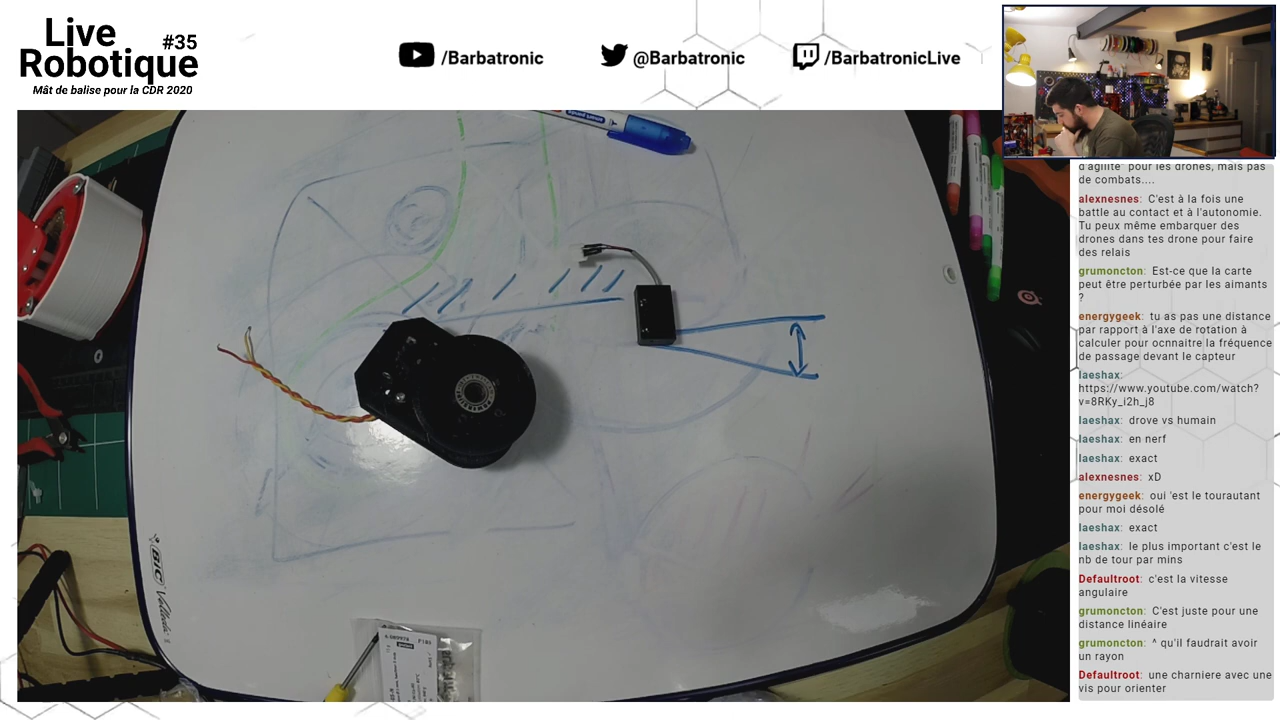 Live
Robotique #35
Mât de balise pour la CDR 2020
/Barbatronic
@Barbatronic
/BarbatronicLive
BIC
Velleda
d'agilité" pour les drones, mais pas
de combats....
alexnesnes: C'est à la fois une
battle au contact et à l'autonomie.
Tu peux même embarquer des
drones dans tes drone pour faire
des relais
grumoncton: Est-ce que la carte
peut être perturbée par les aimants
?
energygeek: tu as pas une distance
par rapport à l'axe de rotation à
calculer pour ocnnaitre la fréquence
de passage devant le capteur
laeshax:
https://www.youtube.com/watch?
v=8RKy_i2h_j8
laeshax: drove vs humain
laeshax: en nerf
laeshax: exact
alexnesnes: xD
energygeek: oui 'est le tourautant
pour moi désolé
laeshax: exact
laeshax: le plus important c'est le
nb de tour par mins
Defaultroot: c'est la vitesse
angulaire
grumoncton: C'est juste pour une
distance linéaire
grumoncton: ^ qu'il faudrait avoir
un rayon
Defaultroot: une charniere avec une
vis pour orienter